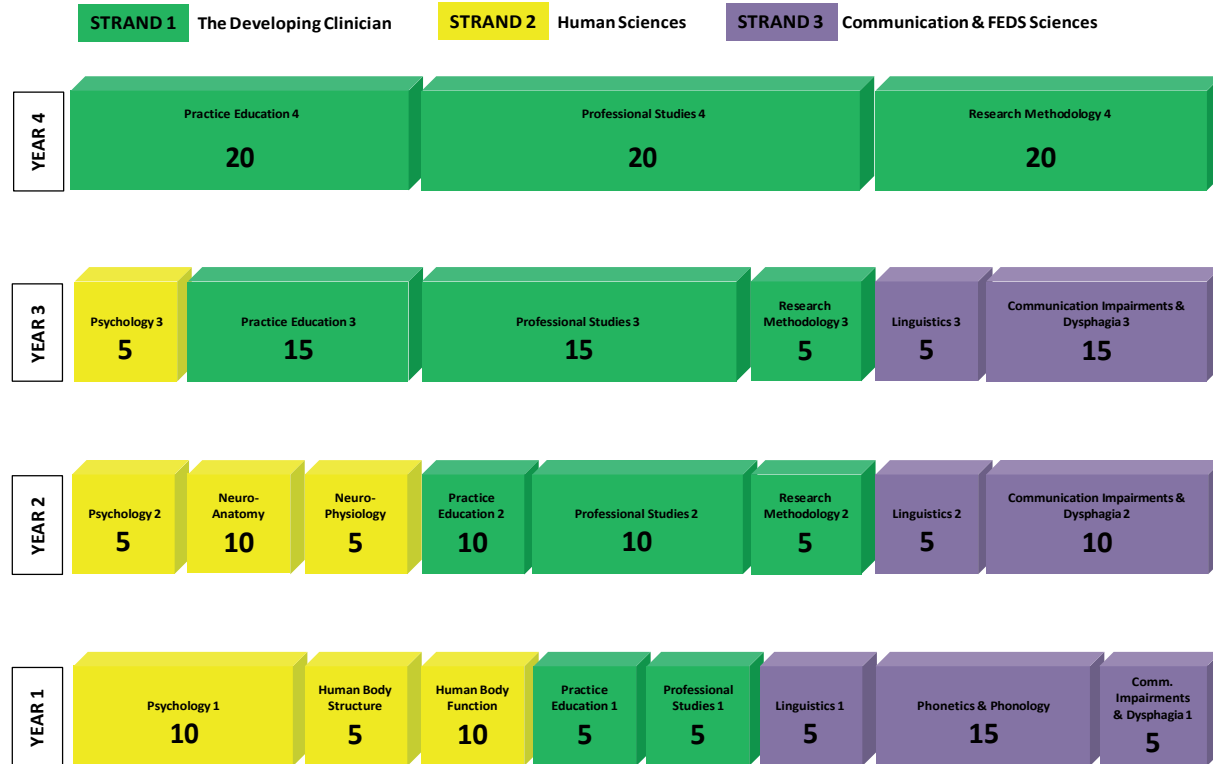 STRAND 1 The Developing Clinician STRAND 2 Human Sciences STRAND 3 Communication & FEDS Sciences
YEAR 4
Practice Education 4
20
Professional Studies 4
20
Research Methodology 4
20
YEAR 3
Psychology 3
5
Practice Education 3
15
Professional Studies 3
15
Research
Methodology 3
5
Linguistics 3
5
Communication Impairments &
Dysphagia 3
15
YEAR 2
Psychology 2
5
Neuro-
Anatomy
10
Neuro-
Physiology
5
Practice
Education 2
10
Professional Studies 2
10
Research
Methodology 2
5
Linguistics 2
5
Communication Impairments &
Dysphagia 2
10
YEAR 1
Psychology 1
10
Human Body
Structure
5
Human Body
Function
10
Practice
Education 1
5
Professional
Studies 1
5
Linguistics 1
5
Phonetics & Phonology
15
Comm.
Impairments
& Dysphagia 1
5